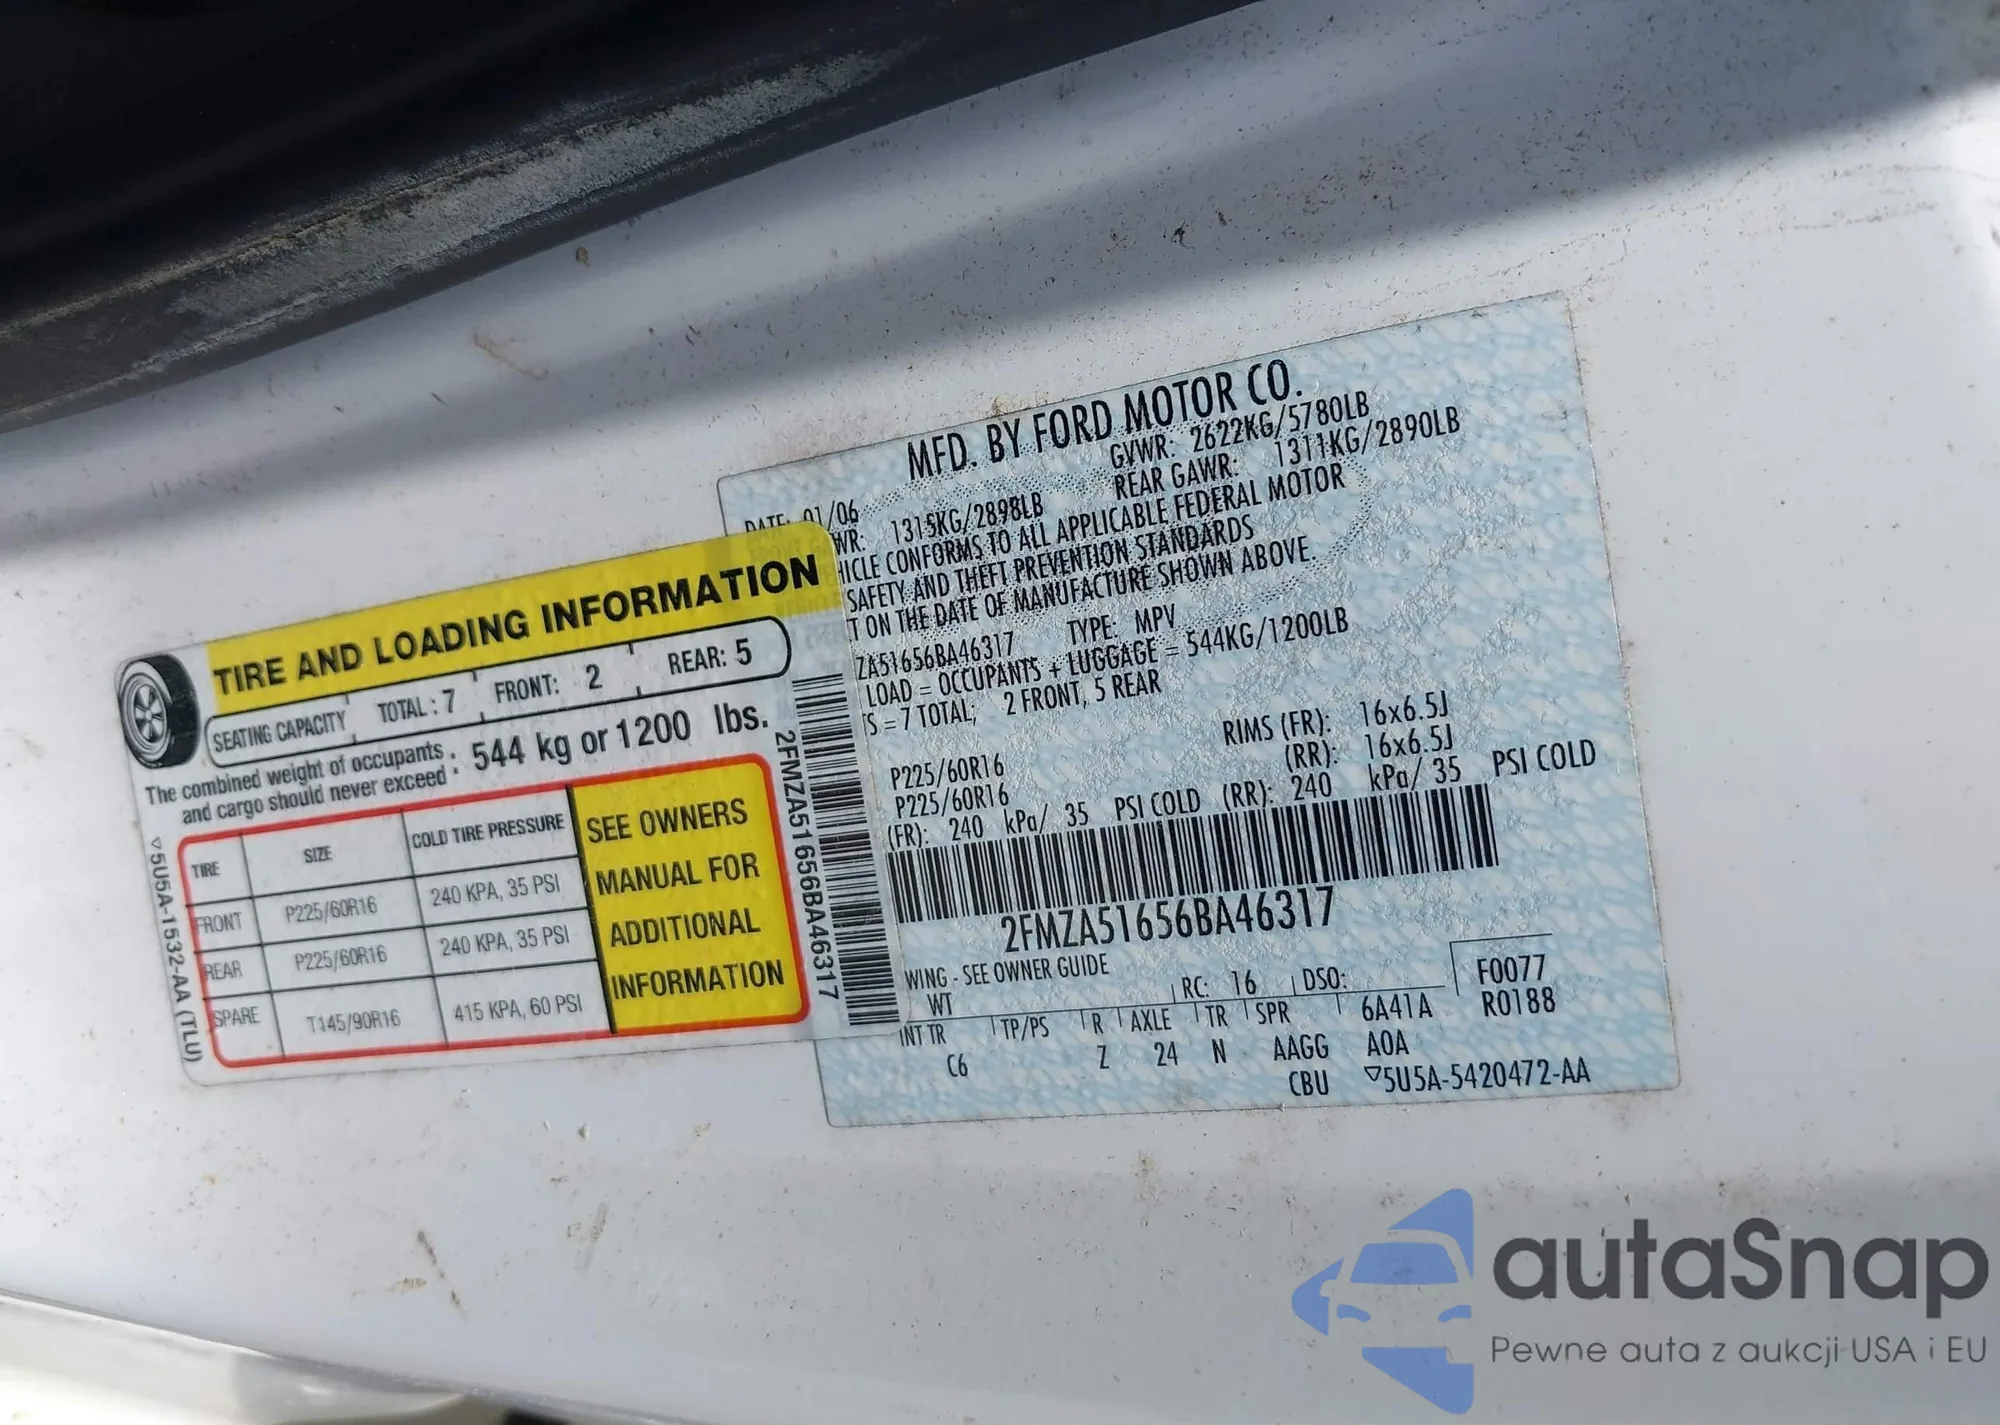 MFD. BY FORD MOTOR CO.
DATE: 01/06 GVWR: 2622KG/5780LB
WR: 1315KG/2898LB REAR GAWR: 1311KG/2890LB
HICLE CONFORMS TO ALL APPLICABLE FEDERAL MOTOR
SAFETY AND THEFT PREVENTION STANDARDS
T ON THE DATE OF MANUFACTURE SHOWN ABOVE.
ZA51656BA46317 TYPE: MPV
LOAD = OCCUPANTS + LUGGAGE = 544KG/1200LB
TS = 7 TOTAL; 2 FRONT, 5 REAR
P225/60R16 RIMS (FR): 16x6.5J
P225/60R16 (RR): 16x6.5J
(FR): 240 kPa/ 35 PSI COLD (RR): 240 kPa/ 35 PSI COLD
2FMZA51656BA46317
WING - SEE OWNER GUIDE
WT RC: 16 DSO: F0077
INT TR TP/PS R AXLE TR SPR 6A41A R0188
C6 Z 24 N AAGG A0A
CBU ▽5U5A-5420472-AA
TIRE AND LOADING INFORMATION
SEATING CAPACITY TOTAL: 7 FRONT: 2 REAR: 5
The combined weight of occupants
and cargo should never exceed : 544 kg or 1200 lbs.
TIRE SIZE COLD TIRE PRESSURE
FRONT P225/60R16 240 KPA, 35 PSI
REAR P225/60R16 240 KPA, 35 PSI
SPARE T145/90R16 415 KPA, 60 PSI
SEE OWNERS
MANUAL FOR
ADDITIONAL
INFORMATION
▽5U5A-1532-AA (TLU)
2FMZA51656BA46317
autaSnap
Pewne auta z aukcji USA i EU